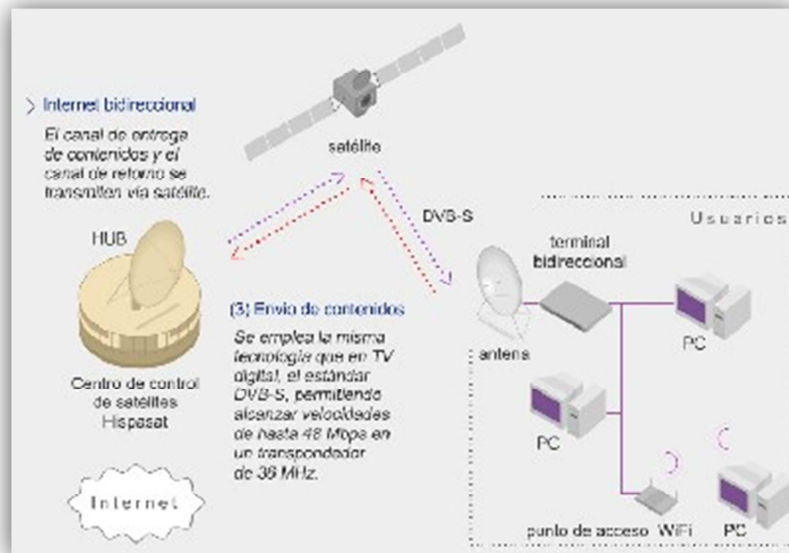 Internet bidireccional
El canal de entrega
de contenidos y el
canal de retorno se
transmiten vía satélite.
HUB
Centro de control
de satélites
Hispasat
Internet
satélite
DVB-S
(3) Envío de contenidos
Se emplea la misma
tecnología que en TV
digital, el estándar
DVB-S, permitiendo
alcanzar velocidades
de hasta 48 Mbps en
un transpondedor
de 36 MHz.
Usuarios
terminal
bidireccional
antena
PC
PC
punto de acceso WiFi
PC